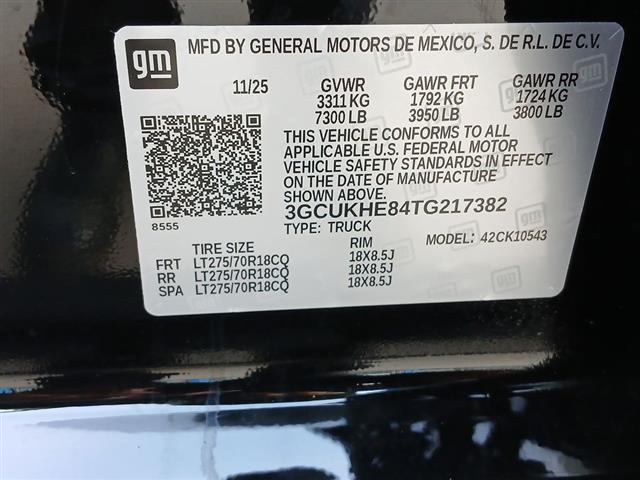 gm
MFD BY GENERAL MOTORS DE MEXICO, S. DE R.L. DE C.V.
11/25 GVWR GAWR FRT GAWR RR
3311 KG 1792 KG 1724 KG
7300 LB 3950 LB 3800 LB
THIS VEHICLE CONFORMS TO ALL
APPLICABLE U.S. FEDERAL MOTOR
VEHICLE SAFETY STANDARDS IN EFFECT
ON THE DATE OF MANUFACTURE
SHOWN ABOVE.
3GCUKHE84TG217382
8555
TYPE: TRUCK MODEL: 42CK10543
TIRE SIZE RIM
FRT LT275/70R18CQ 18X8.5J
RR LT275/70R18CQ 18X8.5J
SPA LT275/70R18CQ 18X8.5J